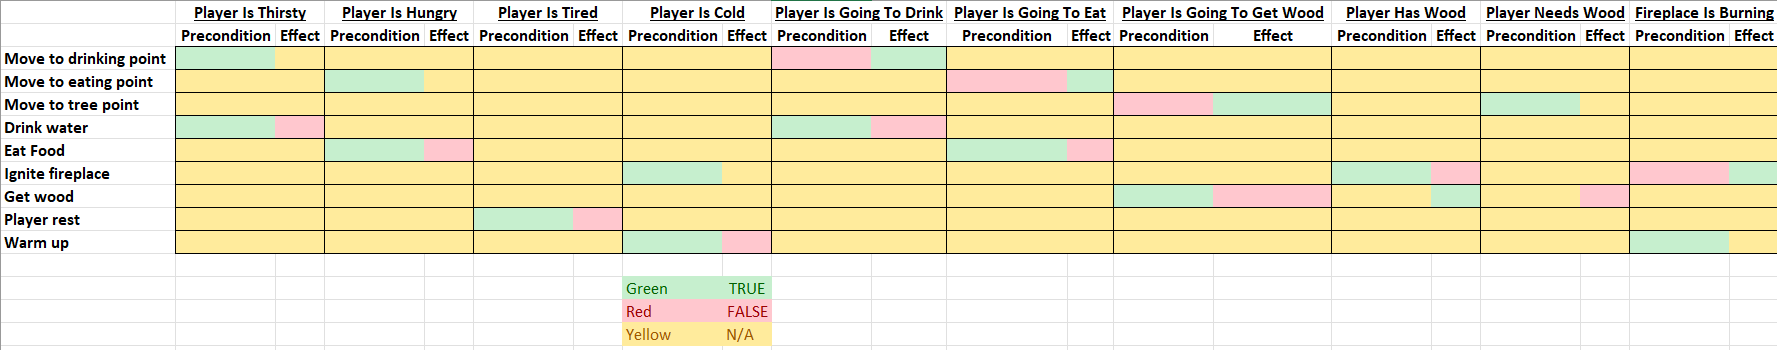 Player Is Thirsty Player Is Hungry Player Is Tired Player Is Cold Player Is Going To Drink Player Is Going To Eat Player Is Going To Get Wood Player Has Wood Player Needs Wood Fireplace Is Burning
Precondition Effect Precondition Effect Precondition Effect Precondition Effect Precondition Effect Precondition Effect Precondition Effect Precondition Effect Precondition Effect Precondition Effect
Move to drinking point
Move to eating point
Move to tree point
Drink water
Eat Food
Ignite fireplace
Get wood
Player rest
Warm up
Green TRUE
Red FALSE
Yellow N/A